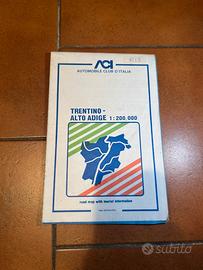 ACI
AUTOMOBILE CLUB D'ITALIA
TRENTINO -
ALTO ADIGE 1:200.000
road map with tourist information
subito